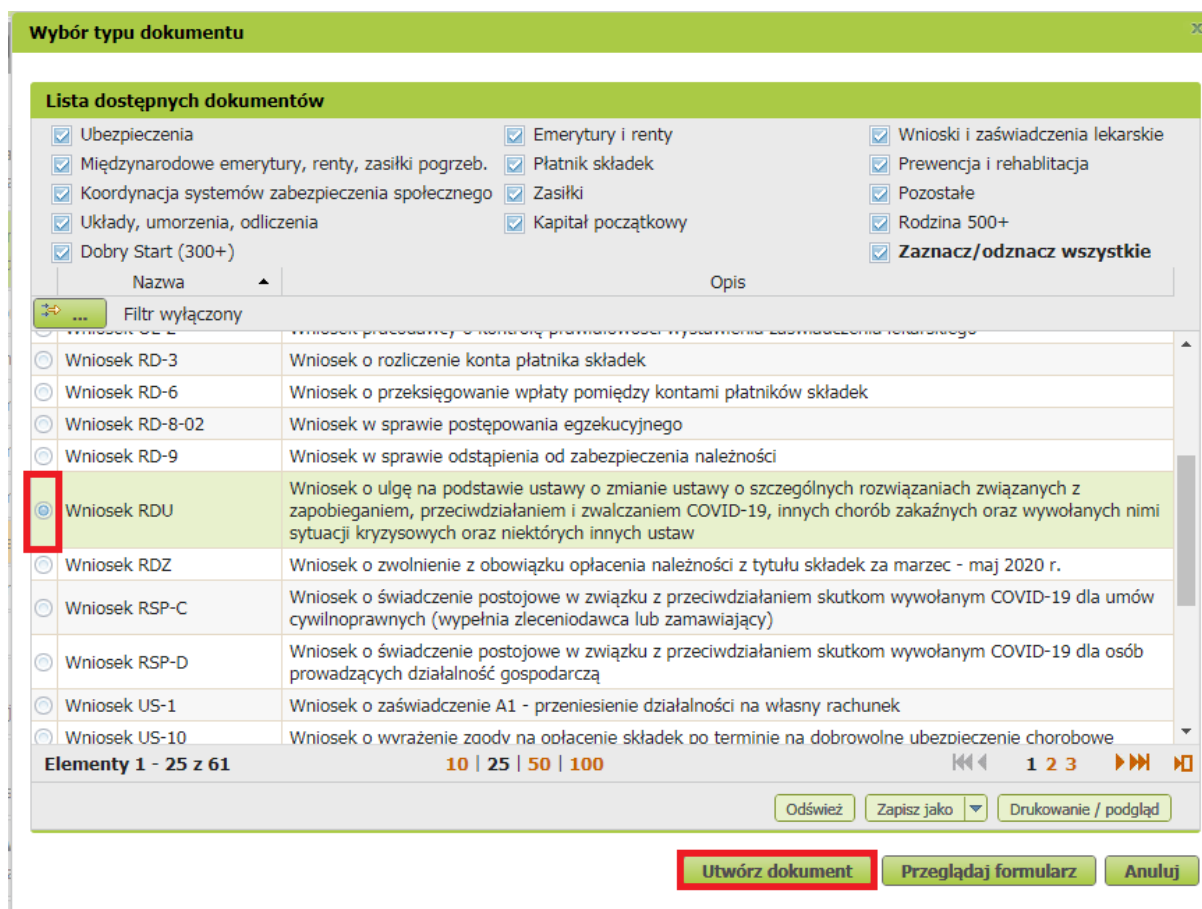 Wybór typu dokumentu
Lista dostępnych dokumentów
Ubezpieczenia Emerytury i renty Wnioski i zaświadczenia lekarskie
Międzynarodowe emerytury, renty, zasiłki pogrzeb. Płatnik składek Prewencja i rehablitacja
Koordynacja systemów zabezpieczenia społecznego Zasiłki Pozostałe
Układy, umorzenia, odliczenia Kapitał początkowy Rodzina 500+
Dobry Start (300+) Zaznacz/odznacz wszystkie
Nazwa Opis
... Filtr wyłączony
Wniosek pracodawcy o kontrolę prawidłowości wystawienia zaświadczenia lekarskiego
Wniosek RD-3 Wniosek o rozliczenie konta płatnika składek
Wniosek RD-6 Wniosek o przeksięgowanie wpłaty pomiędzy kontami płatników składek
Wniosek RD-8-02 Wniosek w sprawie postępowania egzekucyjnego
Wniosek RD-9 Wniosek w sprawie odstąpienia od zabezpieczenia należności
Wniosek RDU Wniosek o ulgę na podstawie ustawy o zmianie ustawy o szczególnych rozwiązaniach związanych z
zapobieganiem, przeciwdziałaniem i zwalczaniem COVID-19, innych chorób zakaźnych oraz wywołanych nimi
sytuacji kryzysowych oraz niektórych innych ustaw
Wniosek RDZ Wniosek o zwolnienie z obowiązku opłacenia należności z tytułu składek za marzec - maj 2020 r.
Wniosek RSP-C Wniosek o świadczenie postojowe w związku z przeciwdziałaniem skutkom wywołanym COVID-19 dla umów
cywilnoprawnych (wypełnia zleceniodawca lub zamawiający)
Wniosek RSP-D Wniosek o świadczenie postojowe w związku z przeciwdziałaniem skutkom wywołanym COVID-19 dla osób
prowadzących działalność gospodarczą
Wniosek US-1 Wniosek o zaświadczenie A1 - przeniesienie działalności na własny rachunek
Wniosek US-10 Wniosek o wyrażenie zgody na opłacenie składek po terminie na dobrowolne ubezpieczenie chorobowe
Elementy 1 - 25 z 61 10 | 25 | 50 | 100 1 2 3
Odśwież Zapisz jako Drukowanie / podgląd
Utwórz dokument Przeglądaj formularz Anuluj